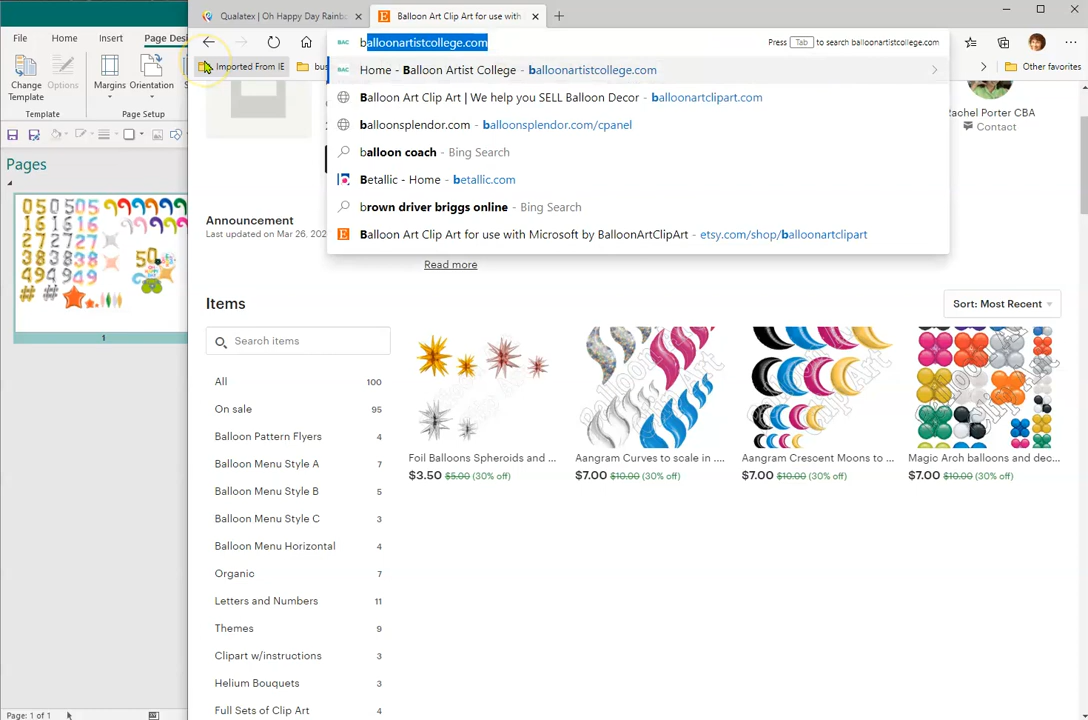 File Home Insert Page Desi
Change Template Options Margins Orientation S
Template Page Setup
Pages
1
Page: 1 of 1
Qualatex | Oh Happy Day Rainb
Balloon Art Clip Art for use with
BAC balloonartistcollege.com
Press Tab to search balloonartistcollege.com
Imported From IE
bu
Other favorites
BAC Home - Balloon Artist College - balloonartistcollege.com
Balloon Art Clip Art | We help you SELL Balloon Decor - balloonartclipart.com
balloonsplendor.com - balloonsplendor.com/cpanel
balloon coach - Bing Search
Betallic - Home - betallic.com
brown driver briggs online - Bing Search
E Balloon Art Clip Art for use with Microsoft by BalloonArtClipArt - etsy.com/shop/balloonartclipart
Rachel Porter CBA
Contact
Announcement
Last updated on Mar 26, 202
Read more
Items
Sort: Most Recent
Search items
All 100
On sale 95
Balloon Pattern Flyers 4
Balloon Menu Style A 7
Balloon Menu Style B 5
Balloon Menu Style C 3
Balloon Menu Horizontal 4
Organic 7
Letters and Numbers 11
Themes 9
Clipart w/instructions 3
Helium Bouquets 3
Full Sets of Clip Art 4
Foil Balloons Spheroids and ...
$3.50 $5.00 (30% off)
Aangram Curves to scale in ....
$7.00 $10.00 (30% off)
Aangram Crescent Moons to ...
$7.00 $10.00 (30% off)
Magic Arch balloons and dec...
$7.00 $10.00 (30% off)